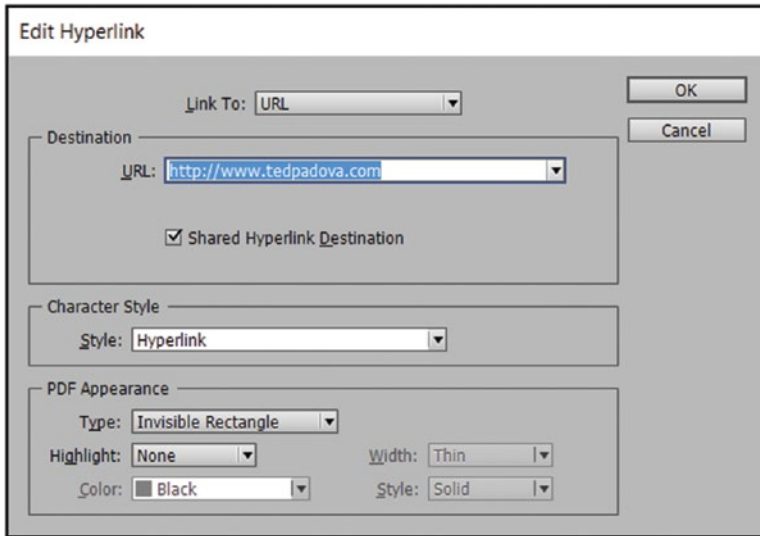 Edit Hyperlink
Link To: URL
OK
Cancel
Destination
URL: http://www.tedpadova.com
Shared Hyperlink Destination
Character Style
Style: Hyperlink
PDF Appearance
Type: Invisible Rectangle
Highlight: None Width: Thin
Color: Black Style: Solid